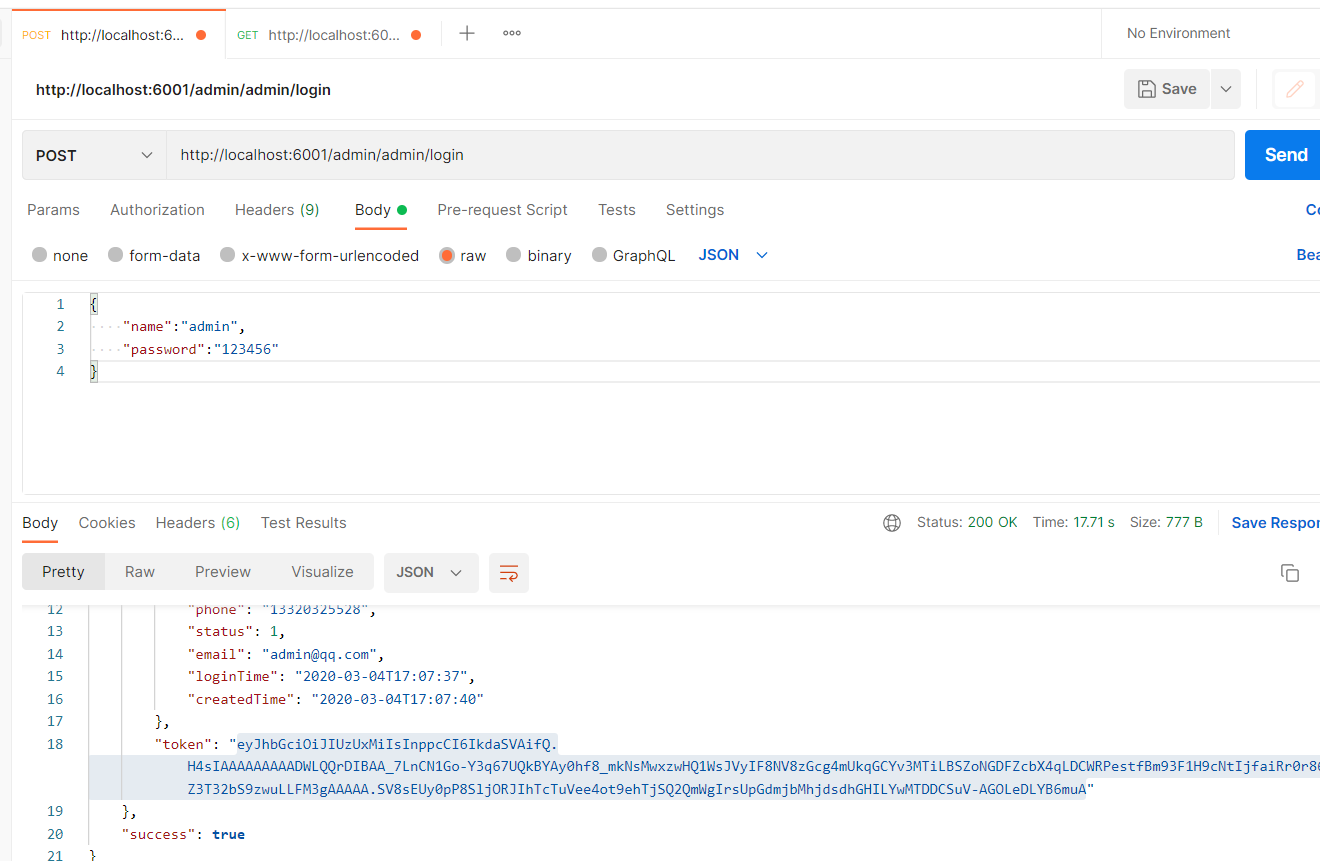 POST http://localhost:6... GET http://localhost:60... No Environment
http://localhost:6001/admin/admin/login Save
POST http://localhost:6001/admin/admin/login Send
Params Authorization Headers (9) Body Pre-request Script Tests Settings Co
none form-data x-www-form-urlencoded raw binary GraphQL JSON Bea
1 {
2 "name":"admin",
3 "password":"123456"
4 }
Body Cookies Headers (6) Test Results Status: 200 OK Time: 17.71 s Size: 777 B Save Respon
Pretty Raw Preview Visualize JSON
12 "phone": "13320325528",
13 "status": 1,
14 "email": "admin@qq.com",
15 "loginTime": "2020-03-04T17:07:37",
16 "createdTime": "2020-03-04T17:07:40"
17 },
18 "token": "eyJhbGciOiJIUzUxMiIsInppcCI6IkdaSVAifQ.
H4sIAAAAAAAAADWLQQrDIBAA_7LnCN1Go-Y3q67UQkBYAy0hf8_mkNsMwxzwHQ1WsJVyIF8NV8zGcg4mUkqGCYv3MTiLBSZoNGDFZcbX4qLDCWRPestfBm93F1H9cNtIjfaiRr0r86
Z3T32bS9zwuLLFM3gAAAAA.SV8sEUy0pP8SljORJIhTcTuVee4ot9ehTjSQ2QmWgIrsUpGdmjbMhjdsdhGHILYwMTDDCSuV-AGOLeDLYB6muA"
19 },
20 "success": true
21 }